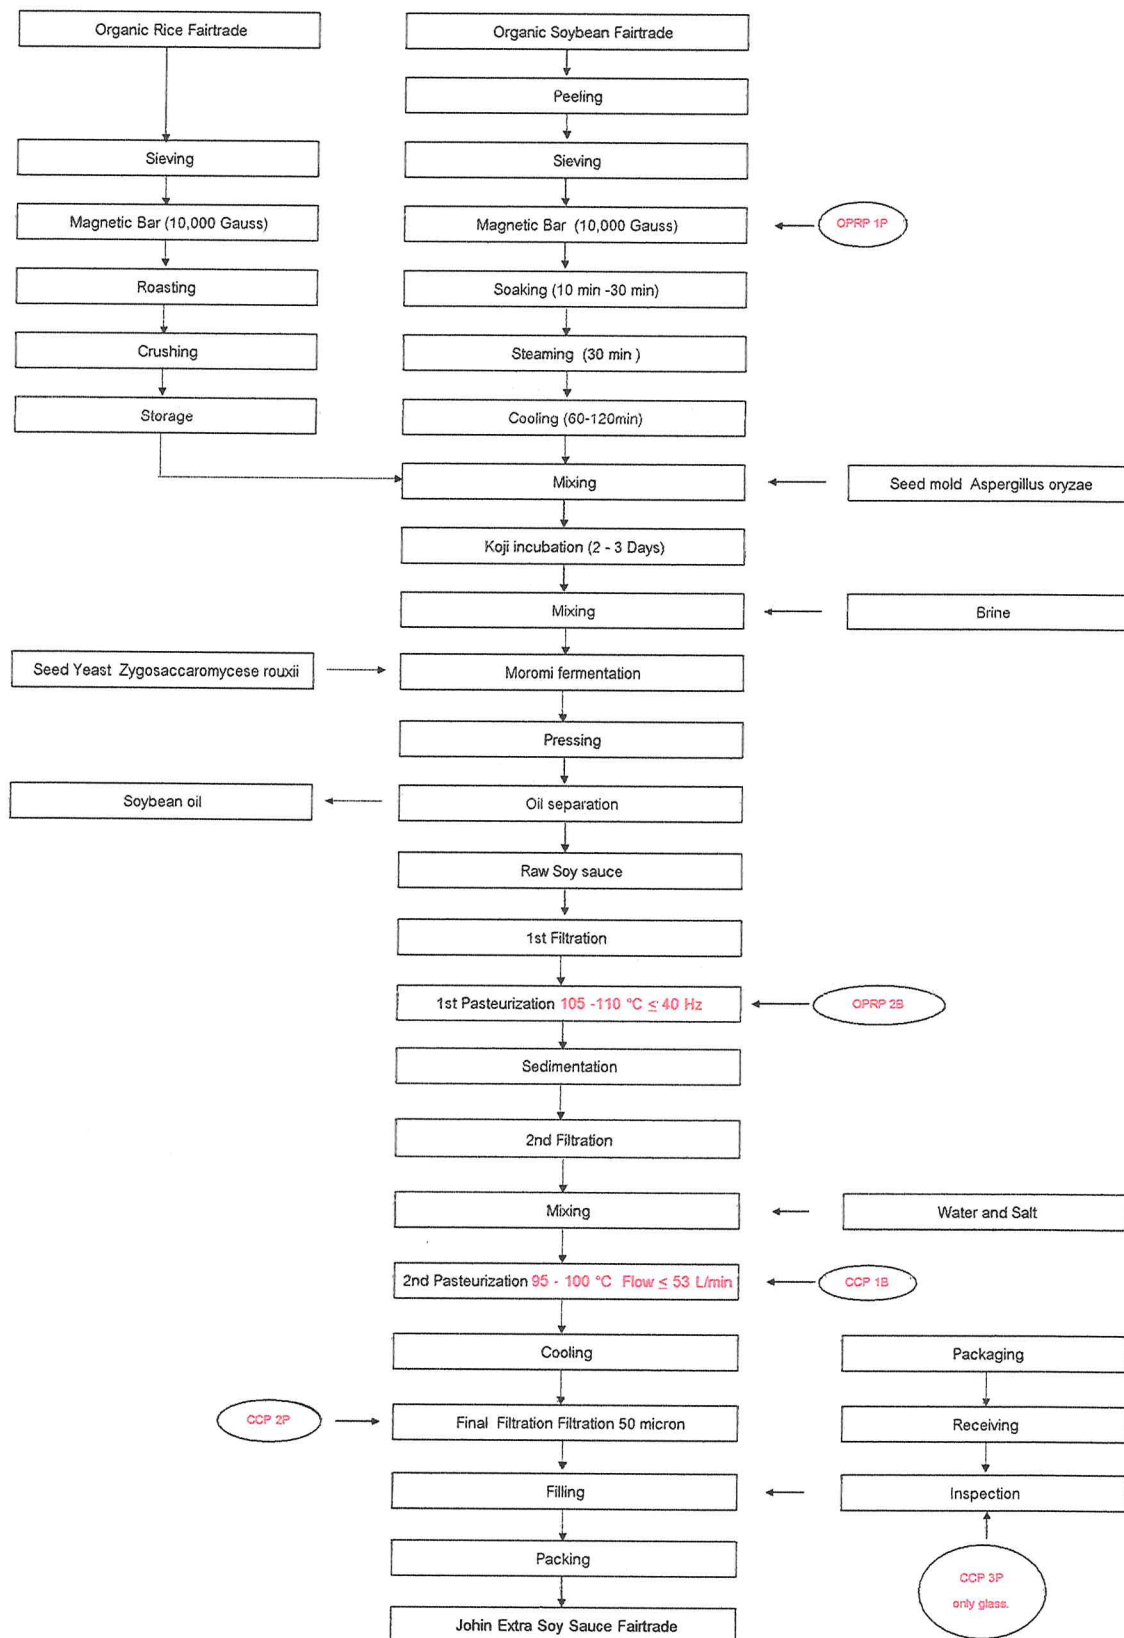 Organic Rice Fairtrade
Organic Soybean Fairtrade
Peeling
Sieving
Sieving
Magnetic Bar (10,000 Gauss)
Magnetic Bar (10,000 Gauss)
OPRP 1P
Roasting
Soaking (10 min -30 min)
Crushing
Steaming (30 min )
Storage
Cooling (60-120min)
Mixing
Seed mold Aspergillus oryzae
Koji incubation (2 - 3 Days)
Mixing
Brine
Seed Yeast Zygosaccaromycese rouxii
Moromi fermentation
Pressing
Soybean oil
Oil separation
Raw Soy sauce
1st Filtration
1st Pasteurization 105 -110 °C ≤ 40 Hz
OPRP 2B
Sedimentation
2nd Filtration
Mixing
Water and Salt
2nd Pasteurization 95 - 100 °C Flow ≤ 53 L/min
CCP 1B
Cooling
Packaging
CCP 2P
Final Filtration Filtration 50 micron
Receiving
Filling
Inspection
Packing
CCP 3P
only glass.
Johin Extra Soy Sauce Fairtrade